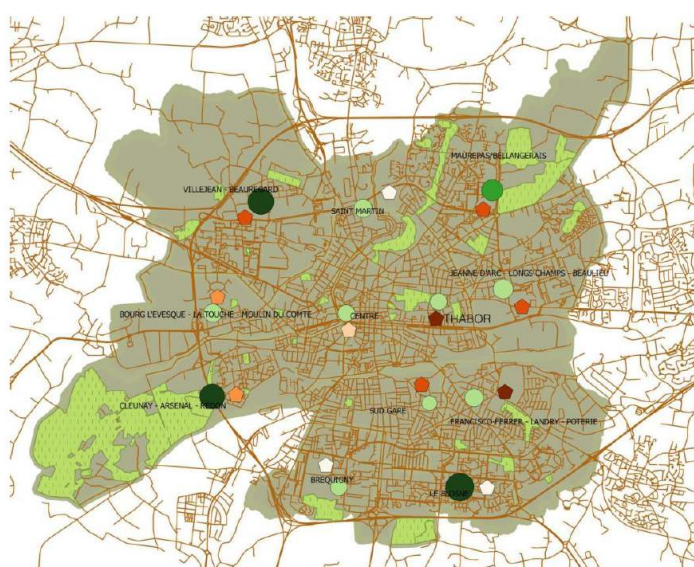 MAUREPAS/BELLANGERAIS
VILLEJEAN - BEAUREGARD
SAINT MARTIN
JEANNE D'ARC - LONGS CHAMPS - BEAULIEU
BOURG L'EVESQUE - LA TOUCHE - MOULIN DU COMTE
CENTRE
THABOR
CLEUNAY - ARSENAL - REDON
SUD GARE
FRANCISCO-FERRER - LANDRY - POTERIE
BREQUIGNY
LE BLOSNE